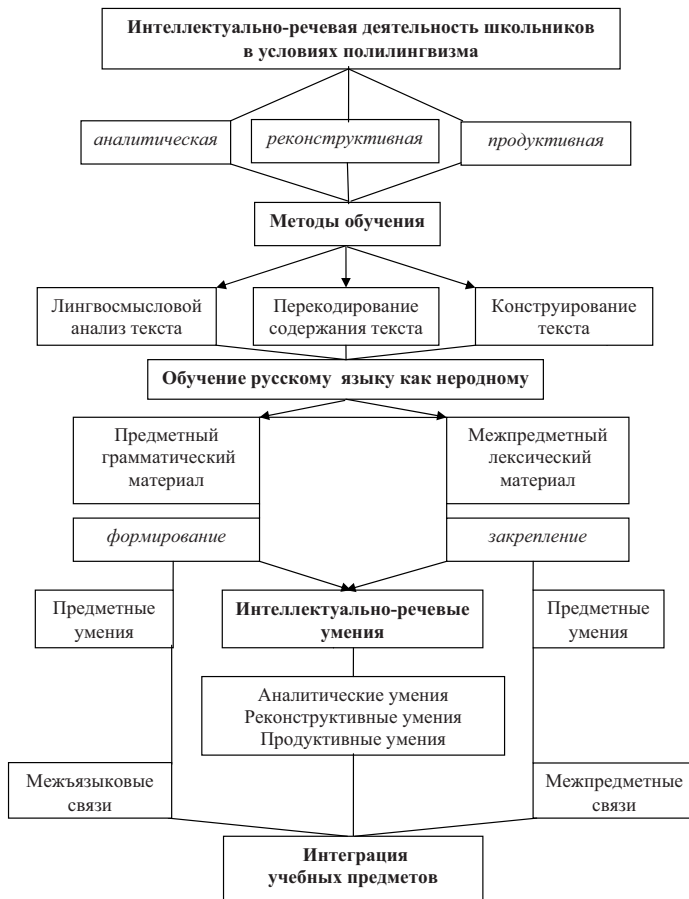 Интеллектуально-речевая деятельность школьников
в условиях полилингвизма
аналитическая
реконструктивная
продуктивная
Методы обучения
Лингвосмысловой
анализ текста
Перекодирование
содержания текста
Конструирование
текста
Обучение русскому языку как неродному
Предметный
грамматический
материал
Межпредметный
лексический
материал
формирование
закрепление
Предметные
умения
Интеллектуально-речевые
умения
Предметные
умения
Аналитические умения
Реконструктивные умения
Продуктивные умения
Межъязыковые
связи
Межпредметные
связи
Интеграция
учебных предметов